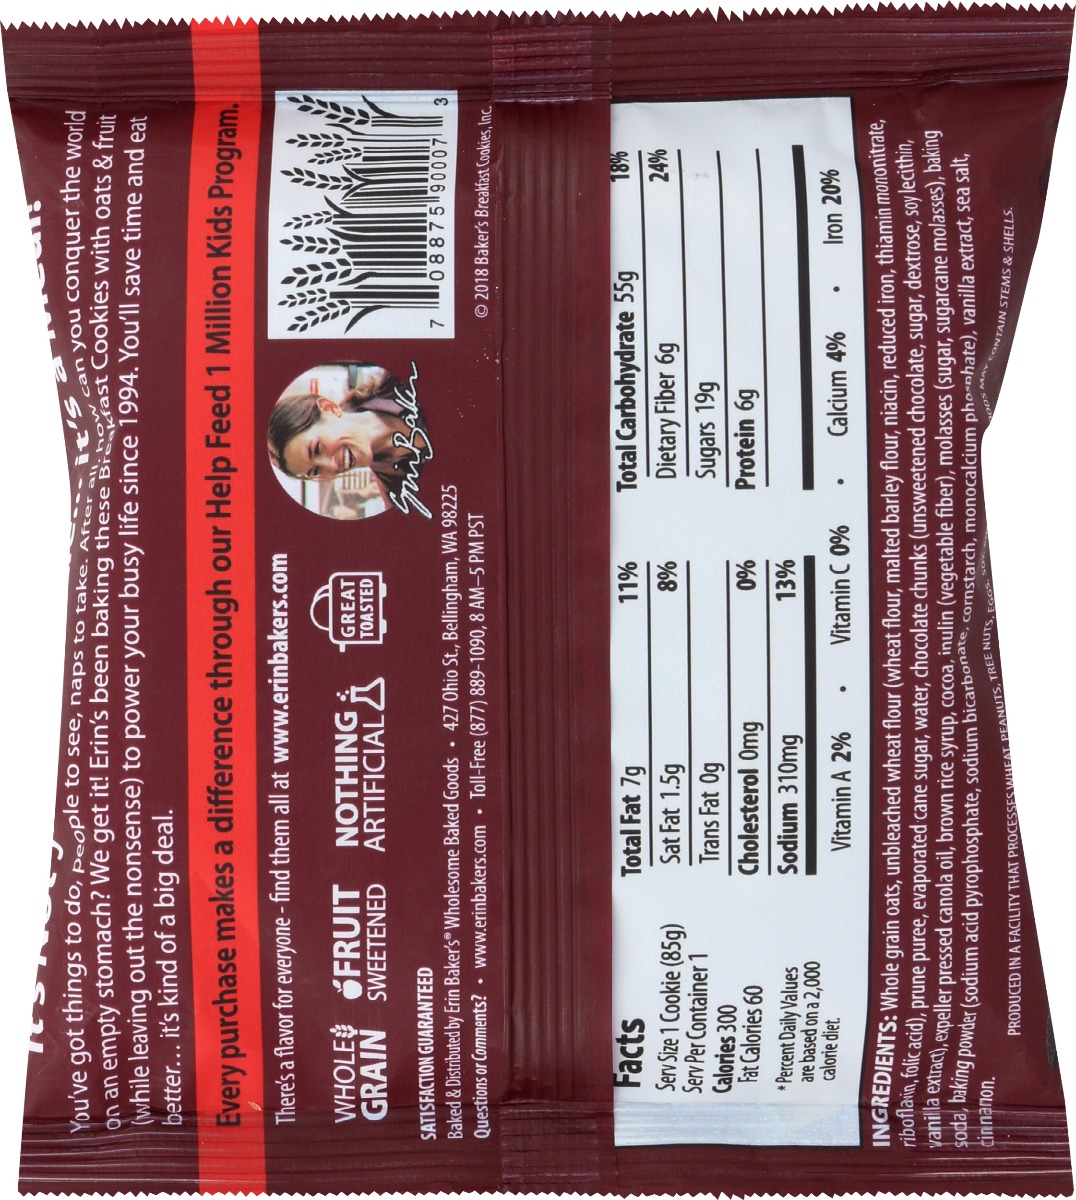 it's a meal!
You've got things to do, people to see, naps to take. After all, how can you conquer the world
on an empty stomach? We get it! Erin's been baking these Breakfast Cookies with oats & fruit
(while leaving out the nonsense) to power your busy life since 1994. You'll save time and eat
better... it's kind of a big deal.
Every purchase makes a difference through our Help Feed 1 Million Kids Program.
There's a flavor for everyone - find them all at www.erinbakers.com
WHOLE GRAIN
FRUIT SWEETENED
NOTHING ARTIFICIAL
GREAT TOASTED
Erin Baker
7 08875 19000 7 3
SATISFACTION GUARANTEED
Baked & Distributed by Erin Baker's® Wholesome Baked Goods • 427 Ohio St., Bellingham, WA 98225
Questions or Comments? • www.erinbakers.com • Toll-Free (877) 889-1090, 8 AM–5 PM PST
© 2018 Baker's Breakfast Cookies, Inc.
Facts
Serv Size 1 Cookie (85g)
Serv Per Container 1
Calories 300
Fat Calories 60
*Percent Daily Values
are based on a 2,000
calorie diet.
Total Fat 7g 11%
Sat Fat 1.5g 8%
Trans Fat 0g
Cholesterol 0mg 0%
Sodium 310mg 13%
Total Carbohydrate 55g 18%
Dietary Fiber 6g 24%
Sugars 19g
Protein 6g
Vitamin A 2% • Vitamin C 0% • Calcium 4% • Iron 20%
INGREDIENTS: Whole grain oats, unbleached wheat flour (wheat flour, malted barley flour, niacin, reduced iron, thiamin mononitrate,
riboflavin, folic acid), prune puree, evaporated cane sugar, water, chocolate chunks (unsweetened chocolate, sugar, dextrose, soy lecithin,
vanilla extract), expeller pressed canola oil, brown rice syrup, cocoa, inulin (vegetable fiber), molasses (sugar, sugarcane molasses), baking
soda, baking powder (sodium acid pyrophosphate, sodium bicarbonate, cornstarch, monocalcium phosphate), vanilla extract, sea salt,
cinnamon.
PRODUCED IN A FACILITY THAT PROCESSES WHEAT, PEANUTS, TREE NUTS, EGGS, MAY CONTAIN STEMS & SHELLS.